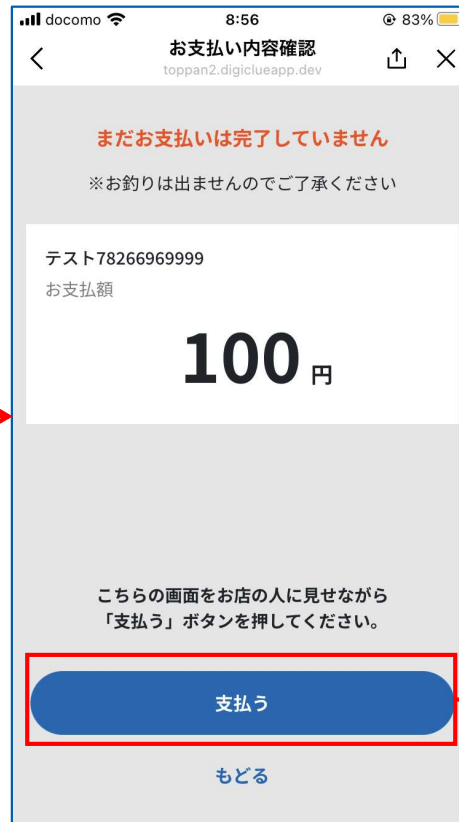 docomo 8:56 83%
お支払い内容確認
toppan2.digiclueapp.dev
まだお支払いは完了していません
※お釣りは出ませんのでご了承ください
テスト78266969999
お支払額
100 円
こちらの画面をお店の人に見せながら
「支払う」ボタンを押してください。
支払う
もどる